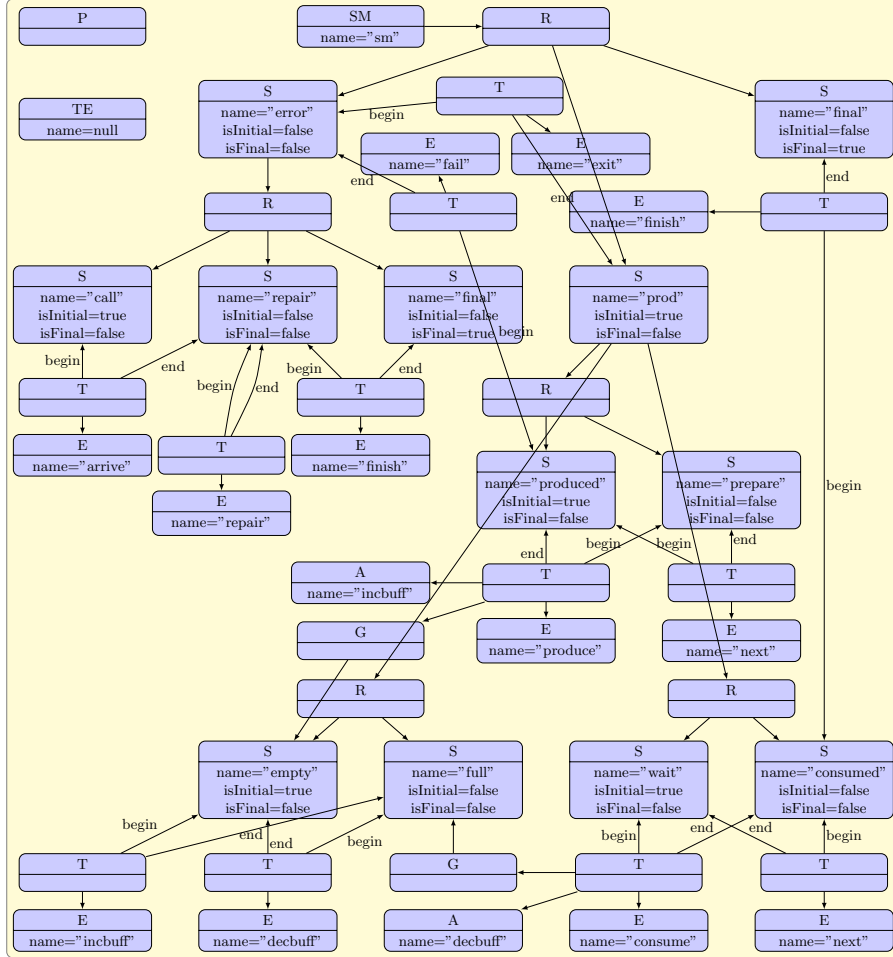 P
SM
name="sm"
R
TE
name=null
S
name="error"
isInitial=false
isFinal=false
T
begin
S
name="final"
isInitial=false
isFinal=true
E
name="fail"
E
name="exit"
end
end
end
R
T
E
name="finish"
T
S
name="call"
isInitial=true
isFinal=false
S
name="repair"
isInitial=false
isFinal=false
S
name="final"
isInitial=false
isFinal=true
S
name="prod"
isInitial=true
isFinal=false
begin
begin
end
begin
end
begin
end
T
T
R
E
name="arrive"
T
E
name="finish"
E
name="repair"
S
name="produced"
isInitial=true
isFinal=false
S
name="prepare"
isInitial=false
isFinal=false
begin
end
begin
begin
end
A
name="incbuff"
T
T
G
E
name="produce"
E
name="next"
R
R
S
name="empty"
isInitial=true
isFinal=false
S
name="full"
isInitial=false
isFinal=false
S
name="wait"
isInitial=true
isFinal=false
S
name="consumed"
isInitial=false
isFinal=false
begin
end
end
begin
begin
end
end
begin
T
T
G
T
T
E
name="incbuff"
E
name="decbuff"
A
name="decbuff"
E
name="consume"
E
name="next"